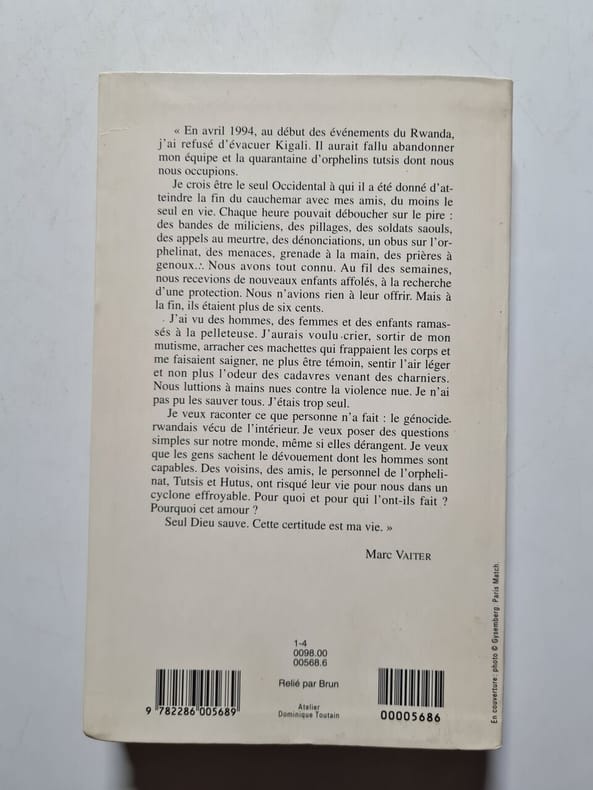 « En avril 1994, au début des événements du Rwanda,
j'ai refusé d'évacuer Kigali. Il aurait fallu abandonner
mon équipe et la quarantaine d'orphelins tutsis dont nous
nous occupions.
Je crois être le seul Occidental à qui il a été donné d'at-
teindre la fin du cauchemar avec mes amis, du moins le
seul en vie. Chaque heure pouvait déboucher sur le pire :
des bandes de miliciens, des pillages, des soldats saouls,
des appels au meurtre, des dénonciations, un obus sur l'or-
phelinat, des menaces, grenade à la main, des prières à
genoux... Nous avons tout connu. Au fil des semaines,
nous recevions de nouveaux enfants affolés, à la recherche
d'une protection. Nous n'avions rien à leur offrir. Mais à
la fin, ils étaient plus de six cents.
J'ai vu des hommes, des femmes et des enfants ramas-
sés à la pelleteuse. J'aurais voulu crier, sortir de mon
mutisme, arracher ces machettes qui frappaient les corps et
me faisaient saigner, ne plus être témoin, sentir l'air léger
et non plus l'odeur des cadavres venant des charniers.
Nous luttions à mains nues contre la violence nue. Je n'ai
pas pu les sauver tous. J'étais trop seul.
Je veux raconter ce que personne n'a fait : le génocide
rwandais vécu de l'intérieur. Je veux poser des questions
simples sur notre monde, même si elles dérangent. Je veux
que les gens sachent le dévouement dont les hommes sont
capables. Des voisins, des amis, le personnel de l'orpheli-
nat, Tutsis et Hutus, ont risqué leur vie pour nous dans un
cyclone effroyable. Pour quoi et pour qui l'ont-ils fait ?
Pourquoi cet amour ?
Seul Dieu sauve. Cette certitude est ma vie. »
Marc VAITER
En couverture: photo © Gysemberg. Paris Match.
1-4
0098.00
00568.6
Relié par Brun
Atelier
Dominique Toutain
9 782286 005689
00005686